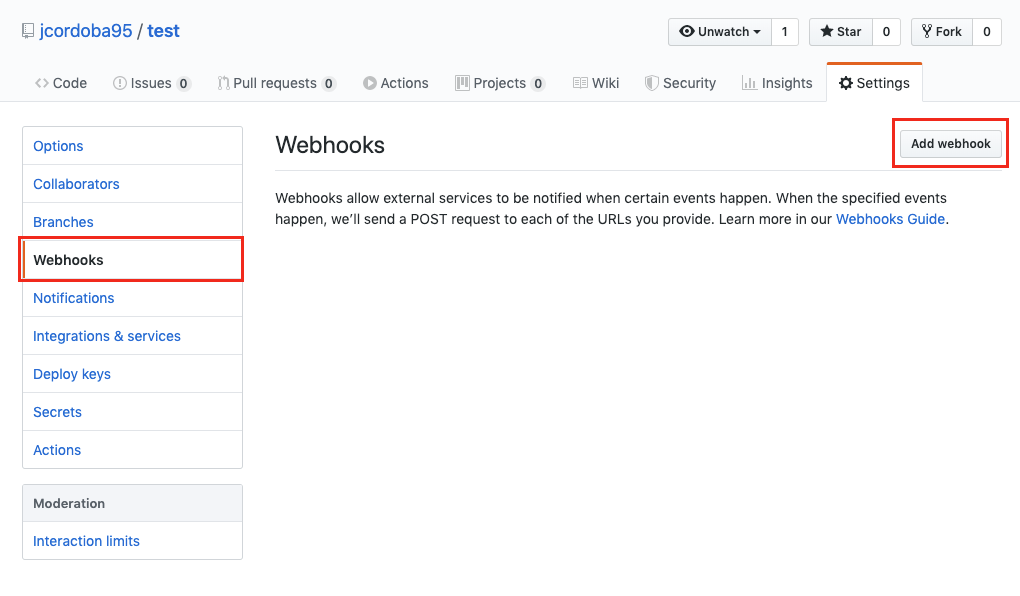 jcordoba95 / test
Unwatch 1 Star 0 Fork 0
Code Issues 0 Pull requests 0 Actions Projects 0 Wiki Security Insights Settings
Options
Collaborators
Branches
Webhooks
Notifications
Integrations & services
Deploy keys
Secrets
Actions
Moderation
Interaction limits
Webhooks
Add webhook
Webhooks allow external services to be notified when certain events happen. When the specified events
happen, we’ll send a POST request to each of the URLs you provide. Learn more in our Webhooks Guide.